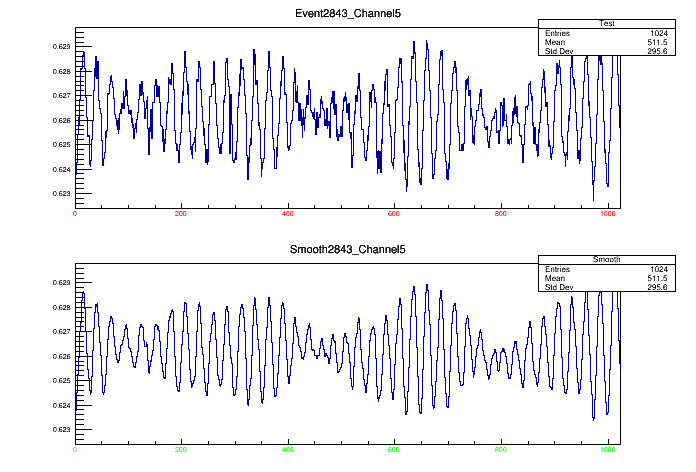 Event2843_Channel5
Test
Entries 1024
Mean 511.5
Std Dev 295.6
0.629
0.628
0.627
0.626
0.625
0.624
0.623
0 200 400 600 800 1000
Smooth2843_Channel5
Smooth
Entries 1024
Mean 511.5
Std Dev 295.6
0.629
0.628
0.627
0.626
0.625
0.624
0.623
0 200 400 600 800 1000